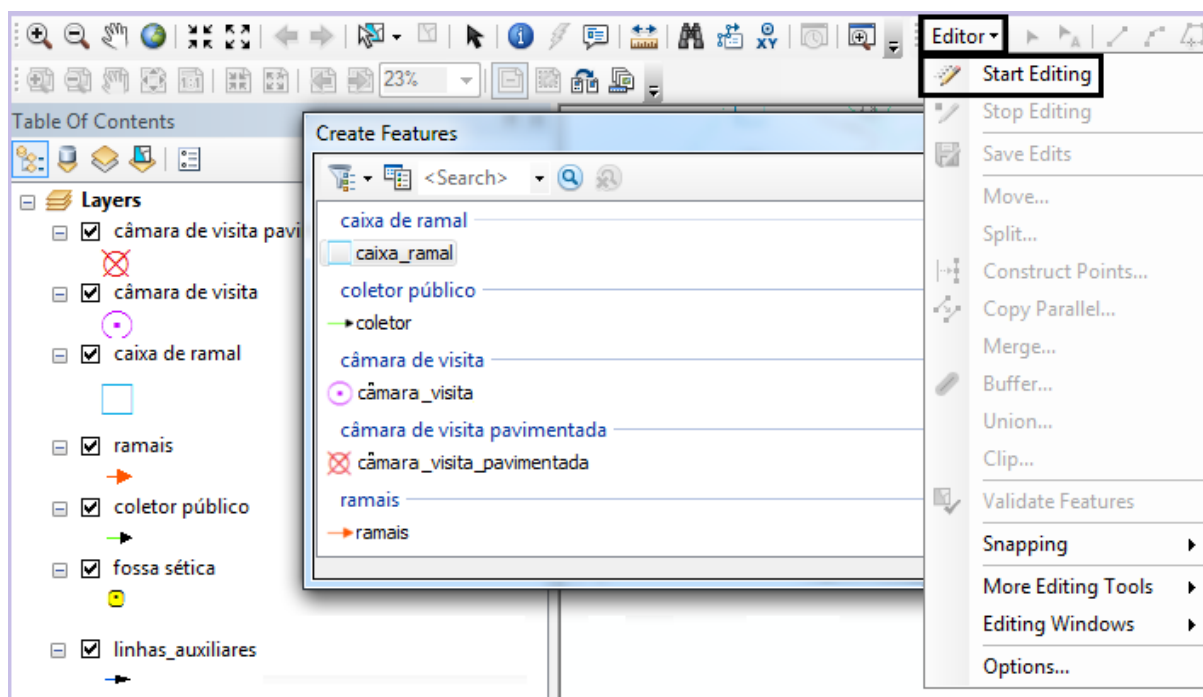 Editor
23%
Start Editing
Stop Editing
Save Edits
Move...
Split...
Construct Points...
Copy Parallel...
Merge...
Buffer...
Union...
Clip...
Validate Features
Snapping
More Editing Tools
Editing Windows
Options...
Table Of Contents
Layers
câmara de visita pavi
câmara de visita
caixa de ramal
ramais
coletor público
fossa sética
linhas_auxiliares
Create Features
<Search>
caixa de ramal
caixa_ramal
coletor público
coletor
câmara de visita
câmara_visita
câmara de visita pavimentada
câmara_visita_pavimentada
ramais
ramais